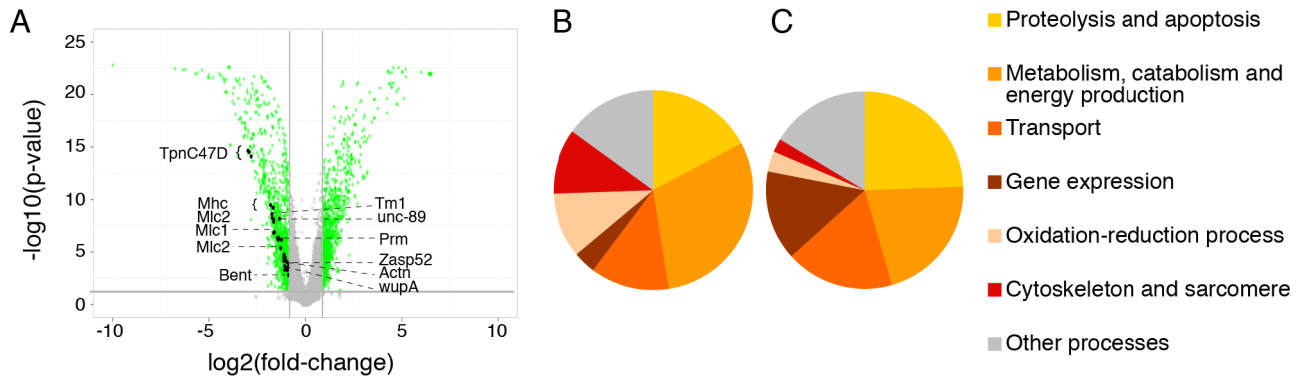 A
B
C
-log10(p-value)
25
20
15
10
5
0
-10
-5
0
5
10
log2(fold-change)
TpnC47D {
Mhc {
Mlc2
Mlc1
Mlc2
Bent
Tm1
unc-89
Prm
Zasp52
Actn
wupA
Proteolysis and apoptosis
Metabolism, catabolism and
energy production
Transport
Gene expression
Oxidation-reduction process
Cytoskeleton and sarcomere
Other processes